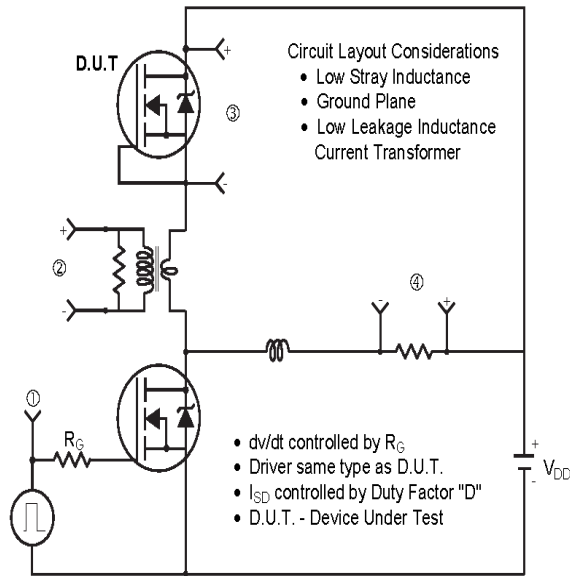 D.U.T
+
-
③
Circuit Layout Considerations
• Low Stray Inductance
• Ground Plane
• Low Leakage Inductance
Current Transformer
+
②
-
④
-
+
①
RG
• dv/dt controlled by RG
• Driver same type as D.U.T.
• ISD controlled by Duty Factor "D"
• D.U.T. - Device Under Test
+
VDD
-